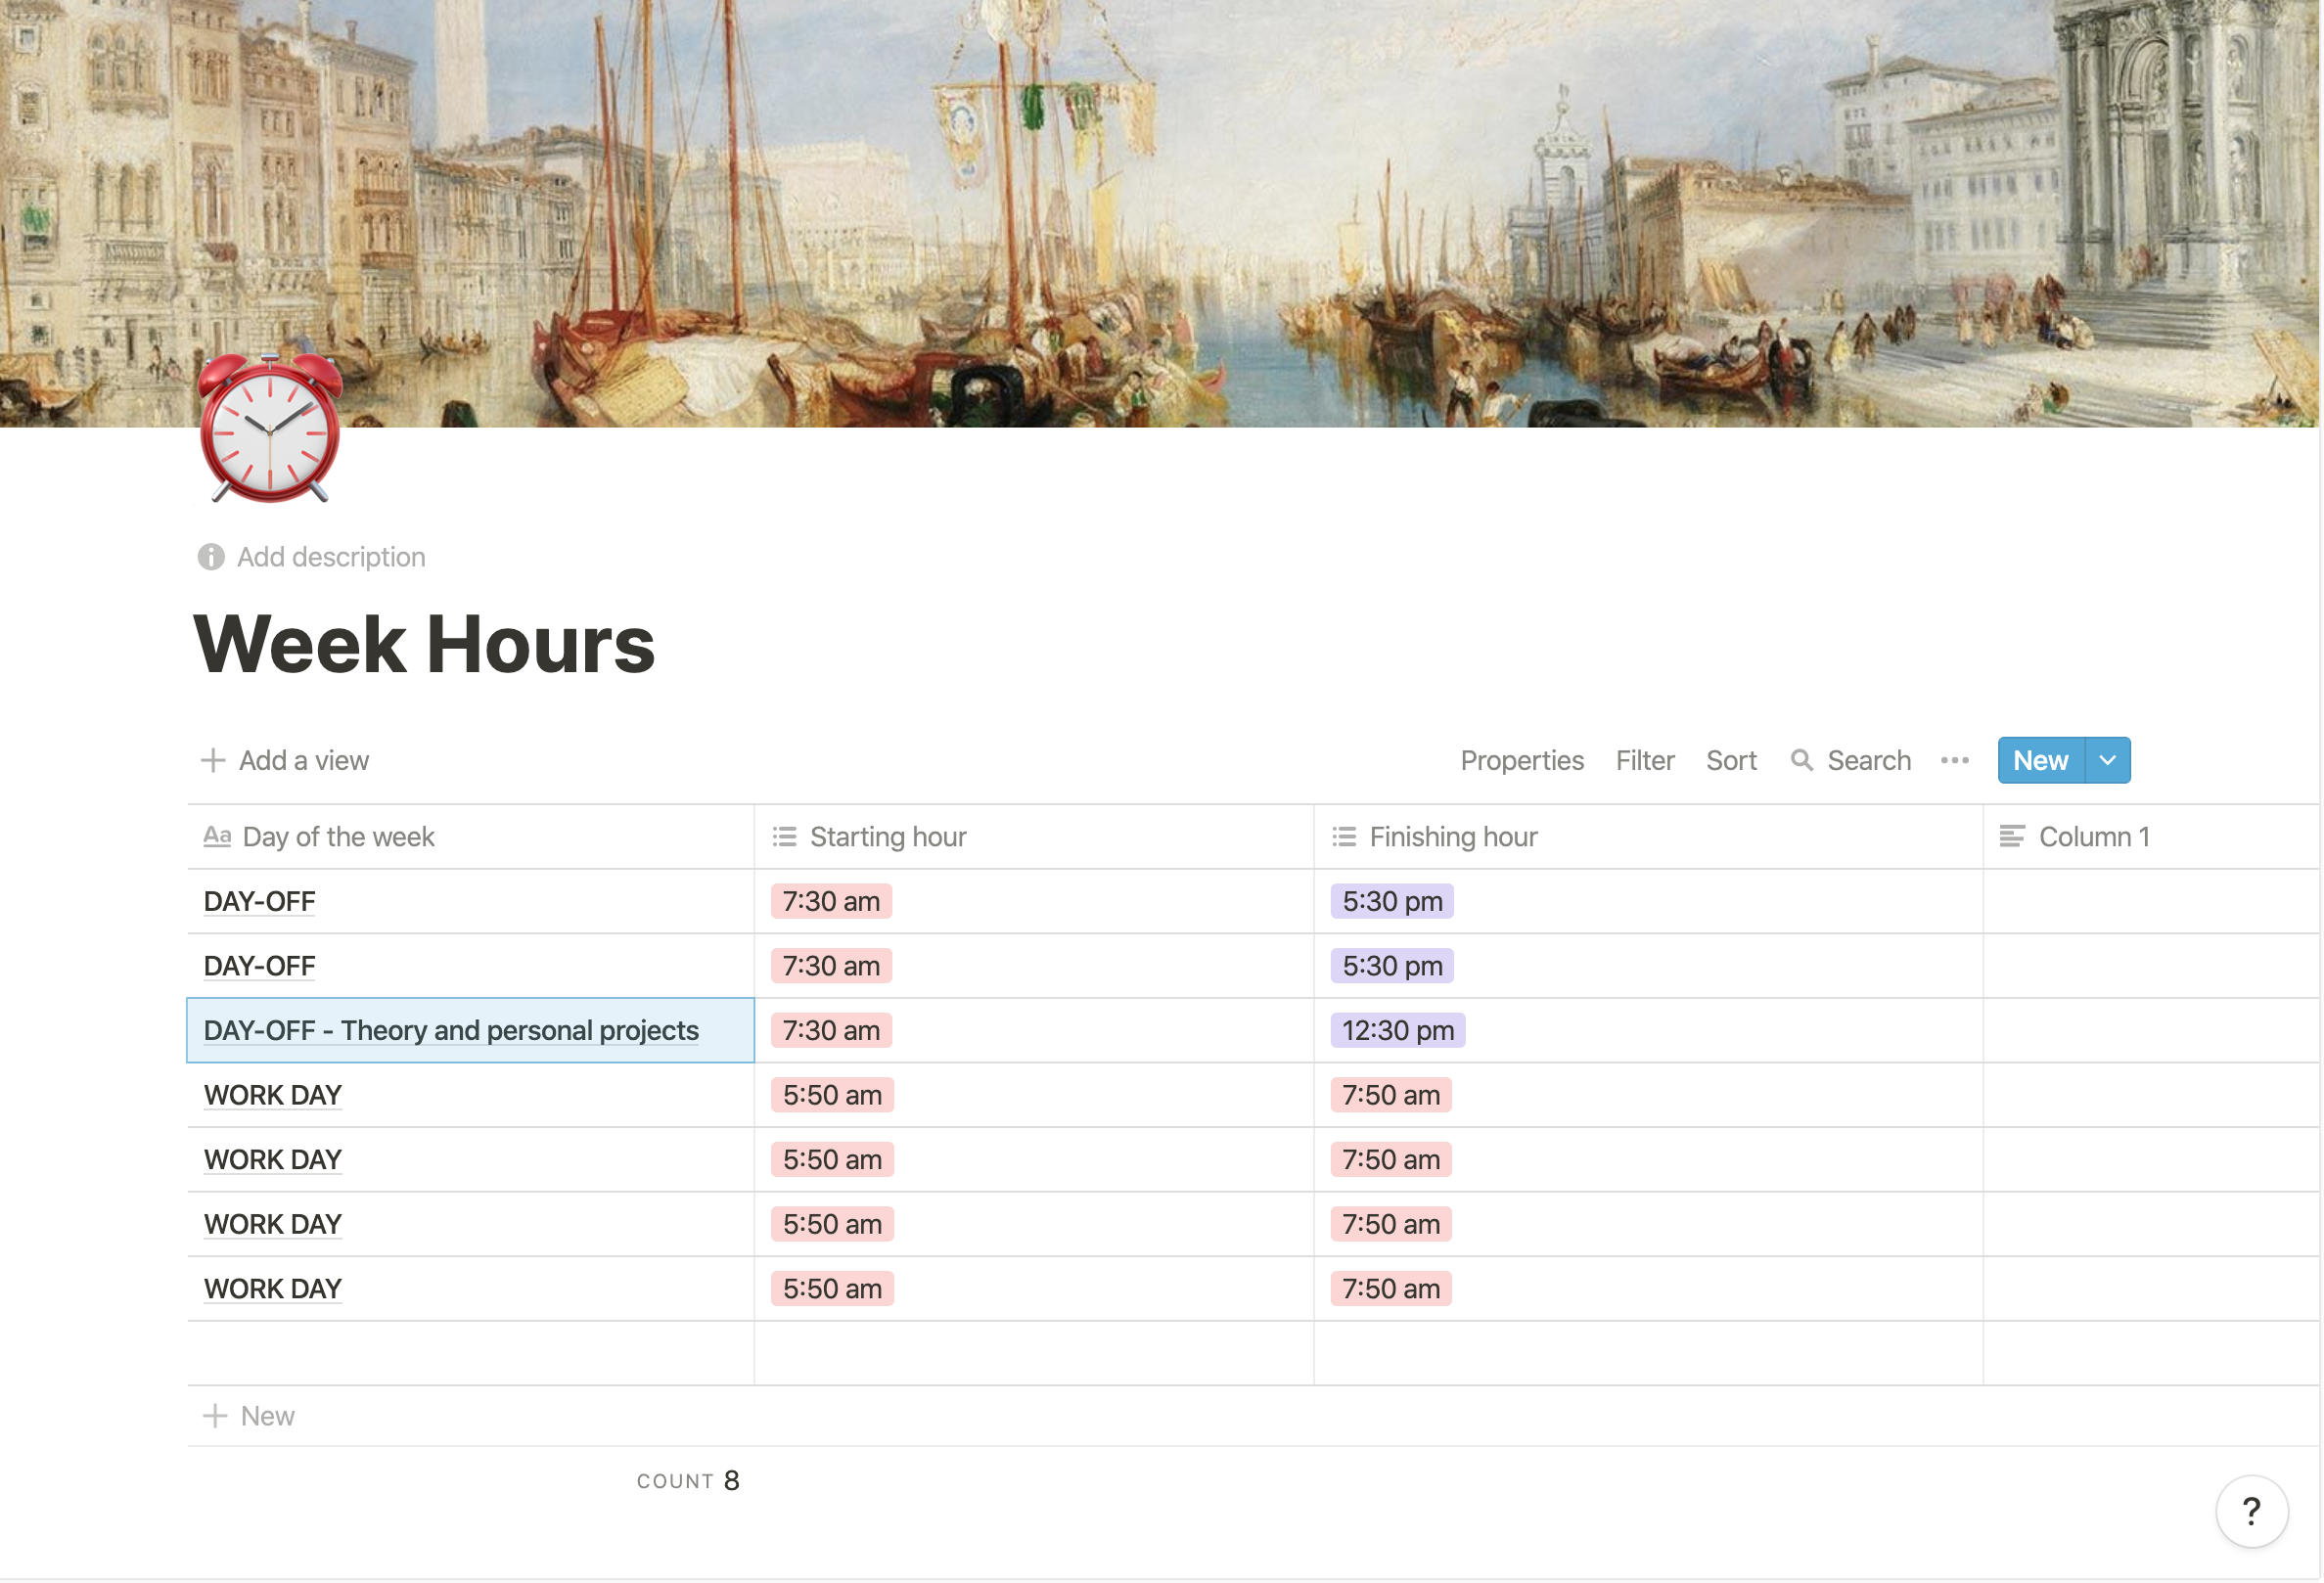 Add description
Week Hours
Add a view Properties Filter Sort Search New
Aa Day of the week Starting hour Finishing hour Column 1
DAY-OFF 7:30 am 5:30 pm
DAY-OFF 7:30 am 5:30 pm
DAY-OFF - Theory and personal projects 7:30 am 12:30 pm
WORK DAY 5:50 am 7:50 am
WORK DAY 5:50 am 7:50 am
WORK DAY 5:50 am 7:50 am
WORK DAY 5:50 am 7:50 am
New
COUNT 8
?